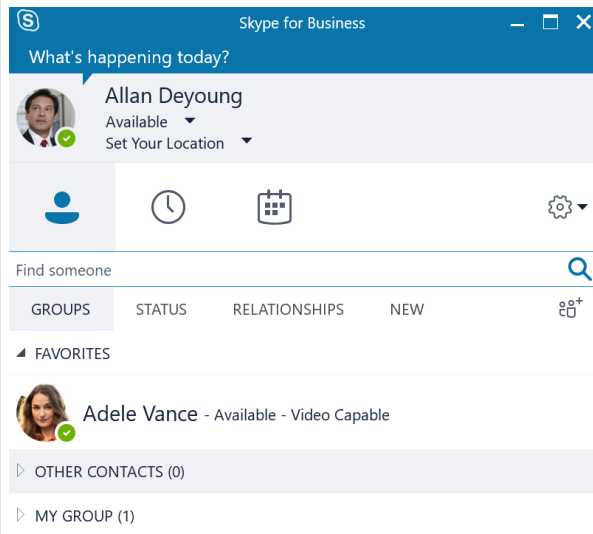 Skype for Business
What's happening today?
Allan Deyoung
Available
Set Your Location
Find someone
GROUPS STATUS RELATIONSHIPS NEW
FAVORITES
Adele Vance - Available - Video Capable
OTHER CONTACTS (0)
MY GROUP (1)